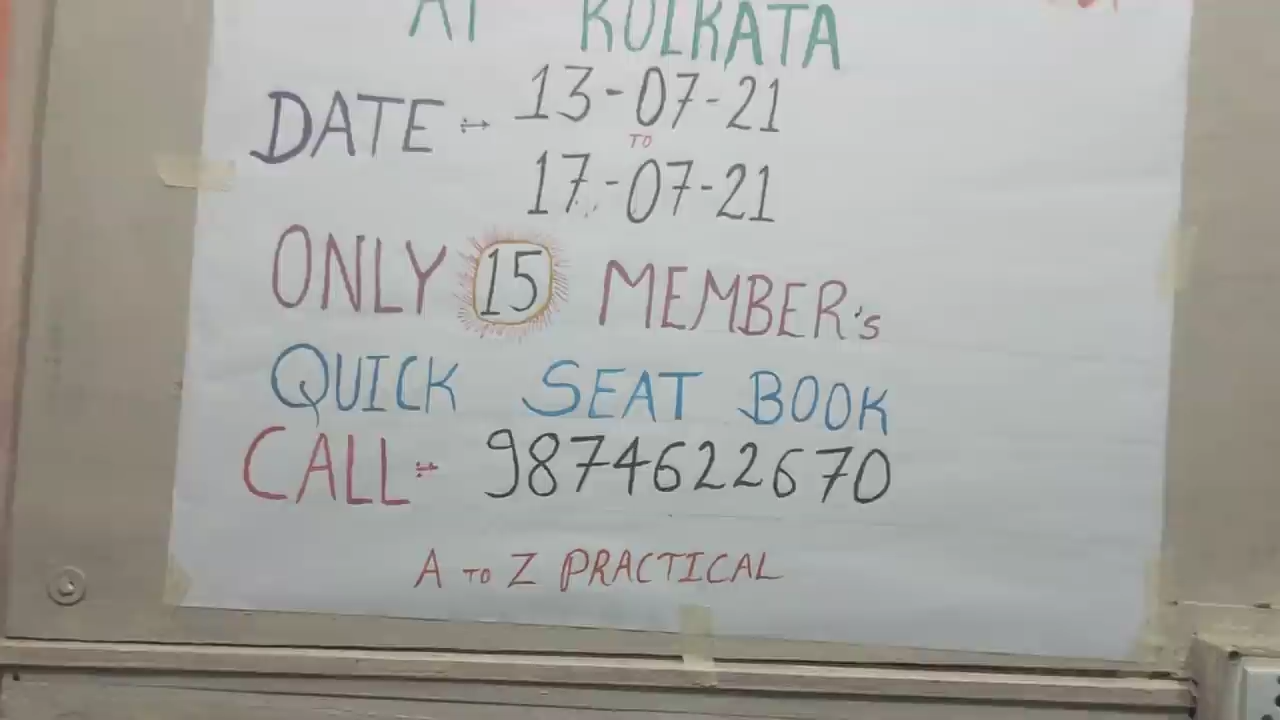 AT KOLKATA
DATE :→ 13-07-21
TO
17-07-21
ONLY 15 MEMBER's
QUICK SEAT BOOK
CALL :→ 9874622670
A TO Z PRACTICAL